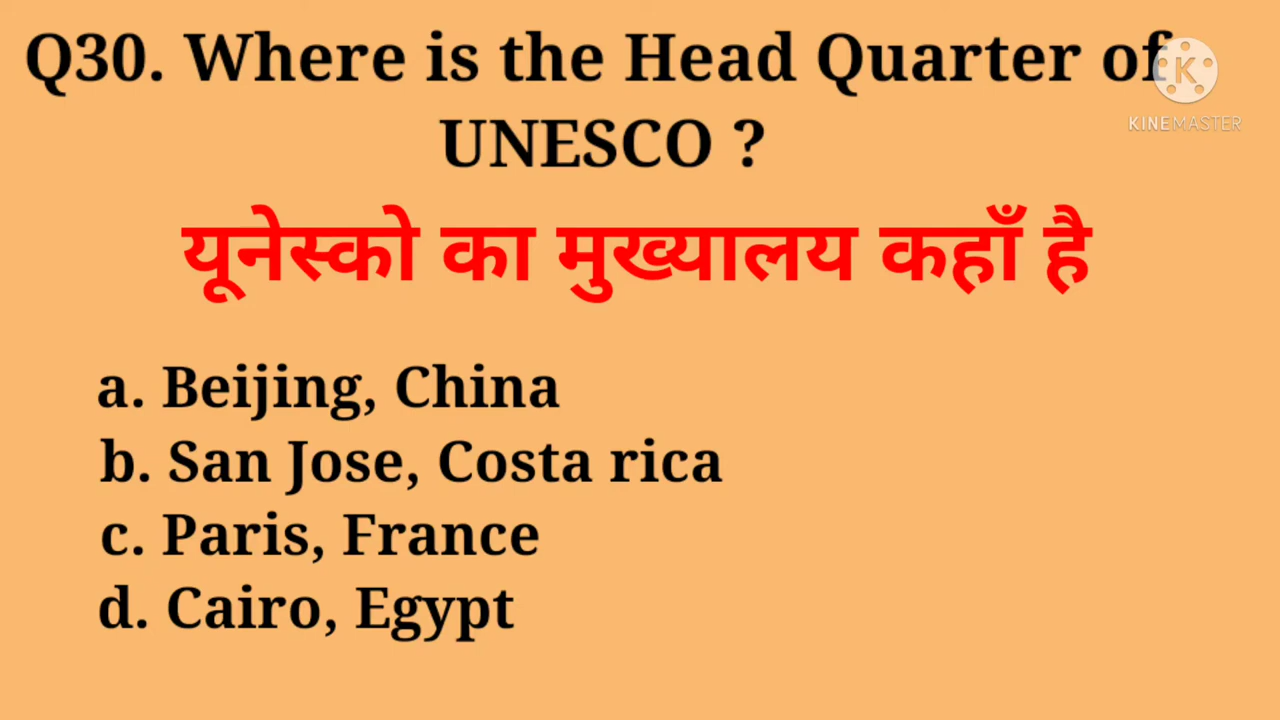 Q30. Where is the Head Quarter of
KINEMASTER
UNESCO ?
यूनेस्को का मुख्यालय कहाँ है
a. Beijing, China
b. San Jose, Costa rica
c. Paris, France
d. Cairo, Egypt